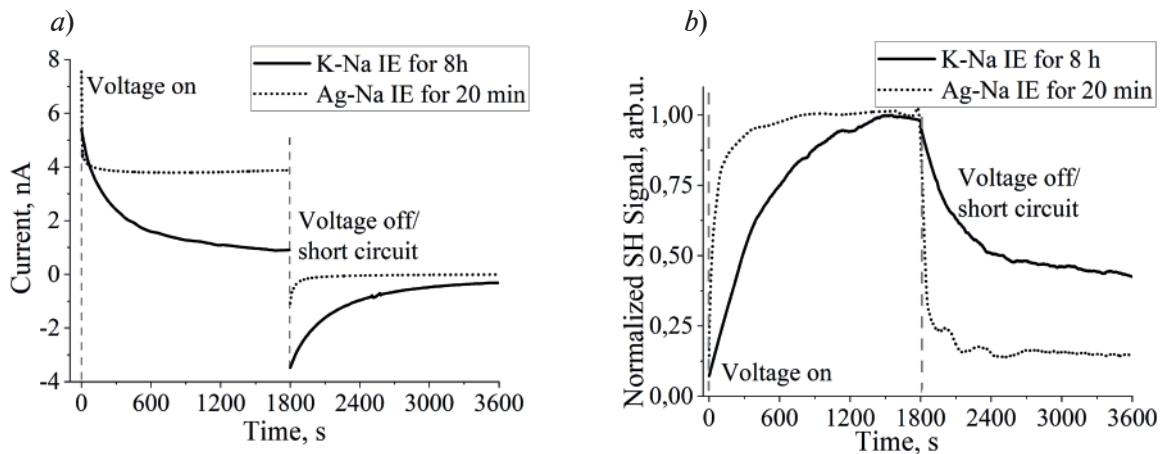 a)
K-Na IE for 8h
Ag-Na IE for 20 min
Voltage on
Voltage off/
short circuit
Current, nA
8
6
4
2
0
-2
-4
0 600 1200 1800 2400 3000 3600
Time, s
b)
K-Na IE for 8 h
Ag-Na IE for 20 min
Voltage off/
short circuit
Voltage on
Normalized SH Signal, arb.u.
1,00
0,75
0,50
0,25
0,00
0 600 1200 1800 2400 3000 3600
Time, s